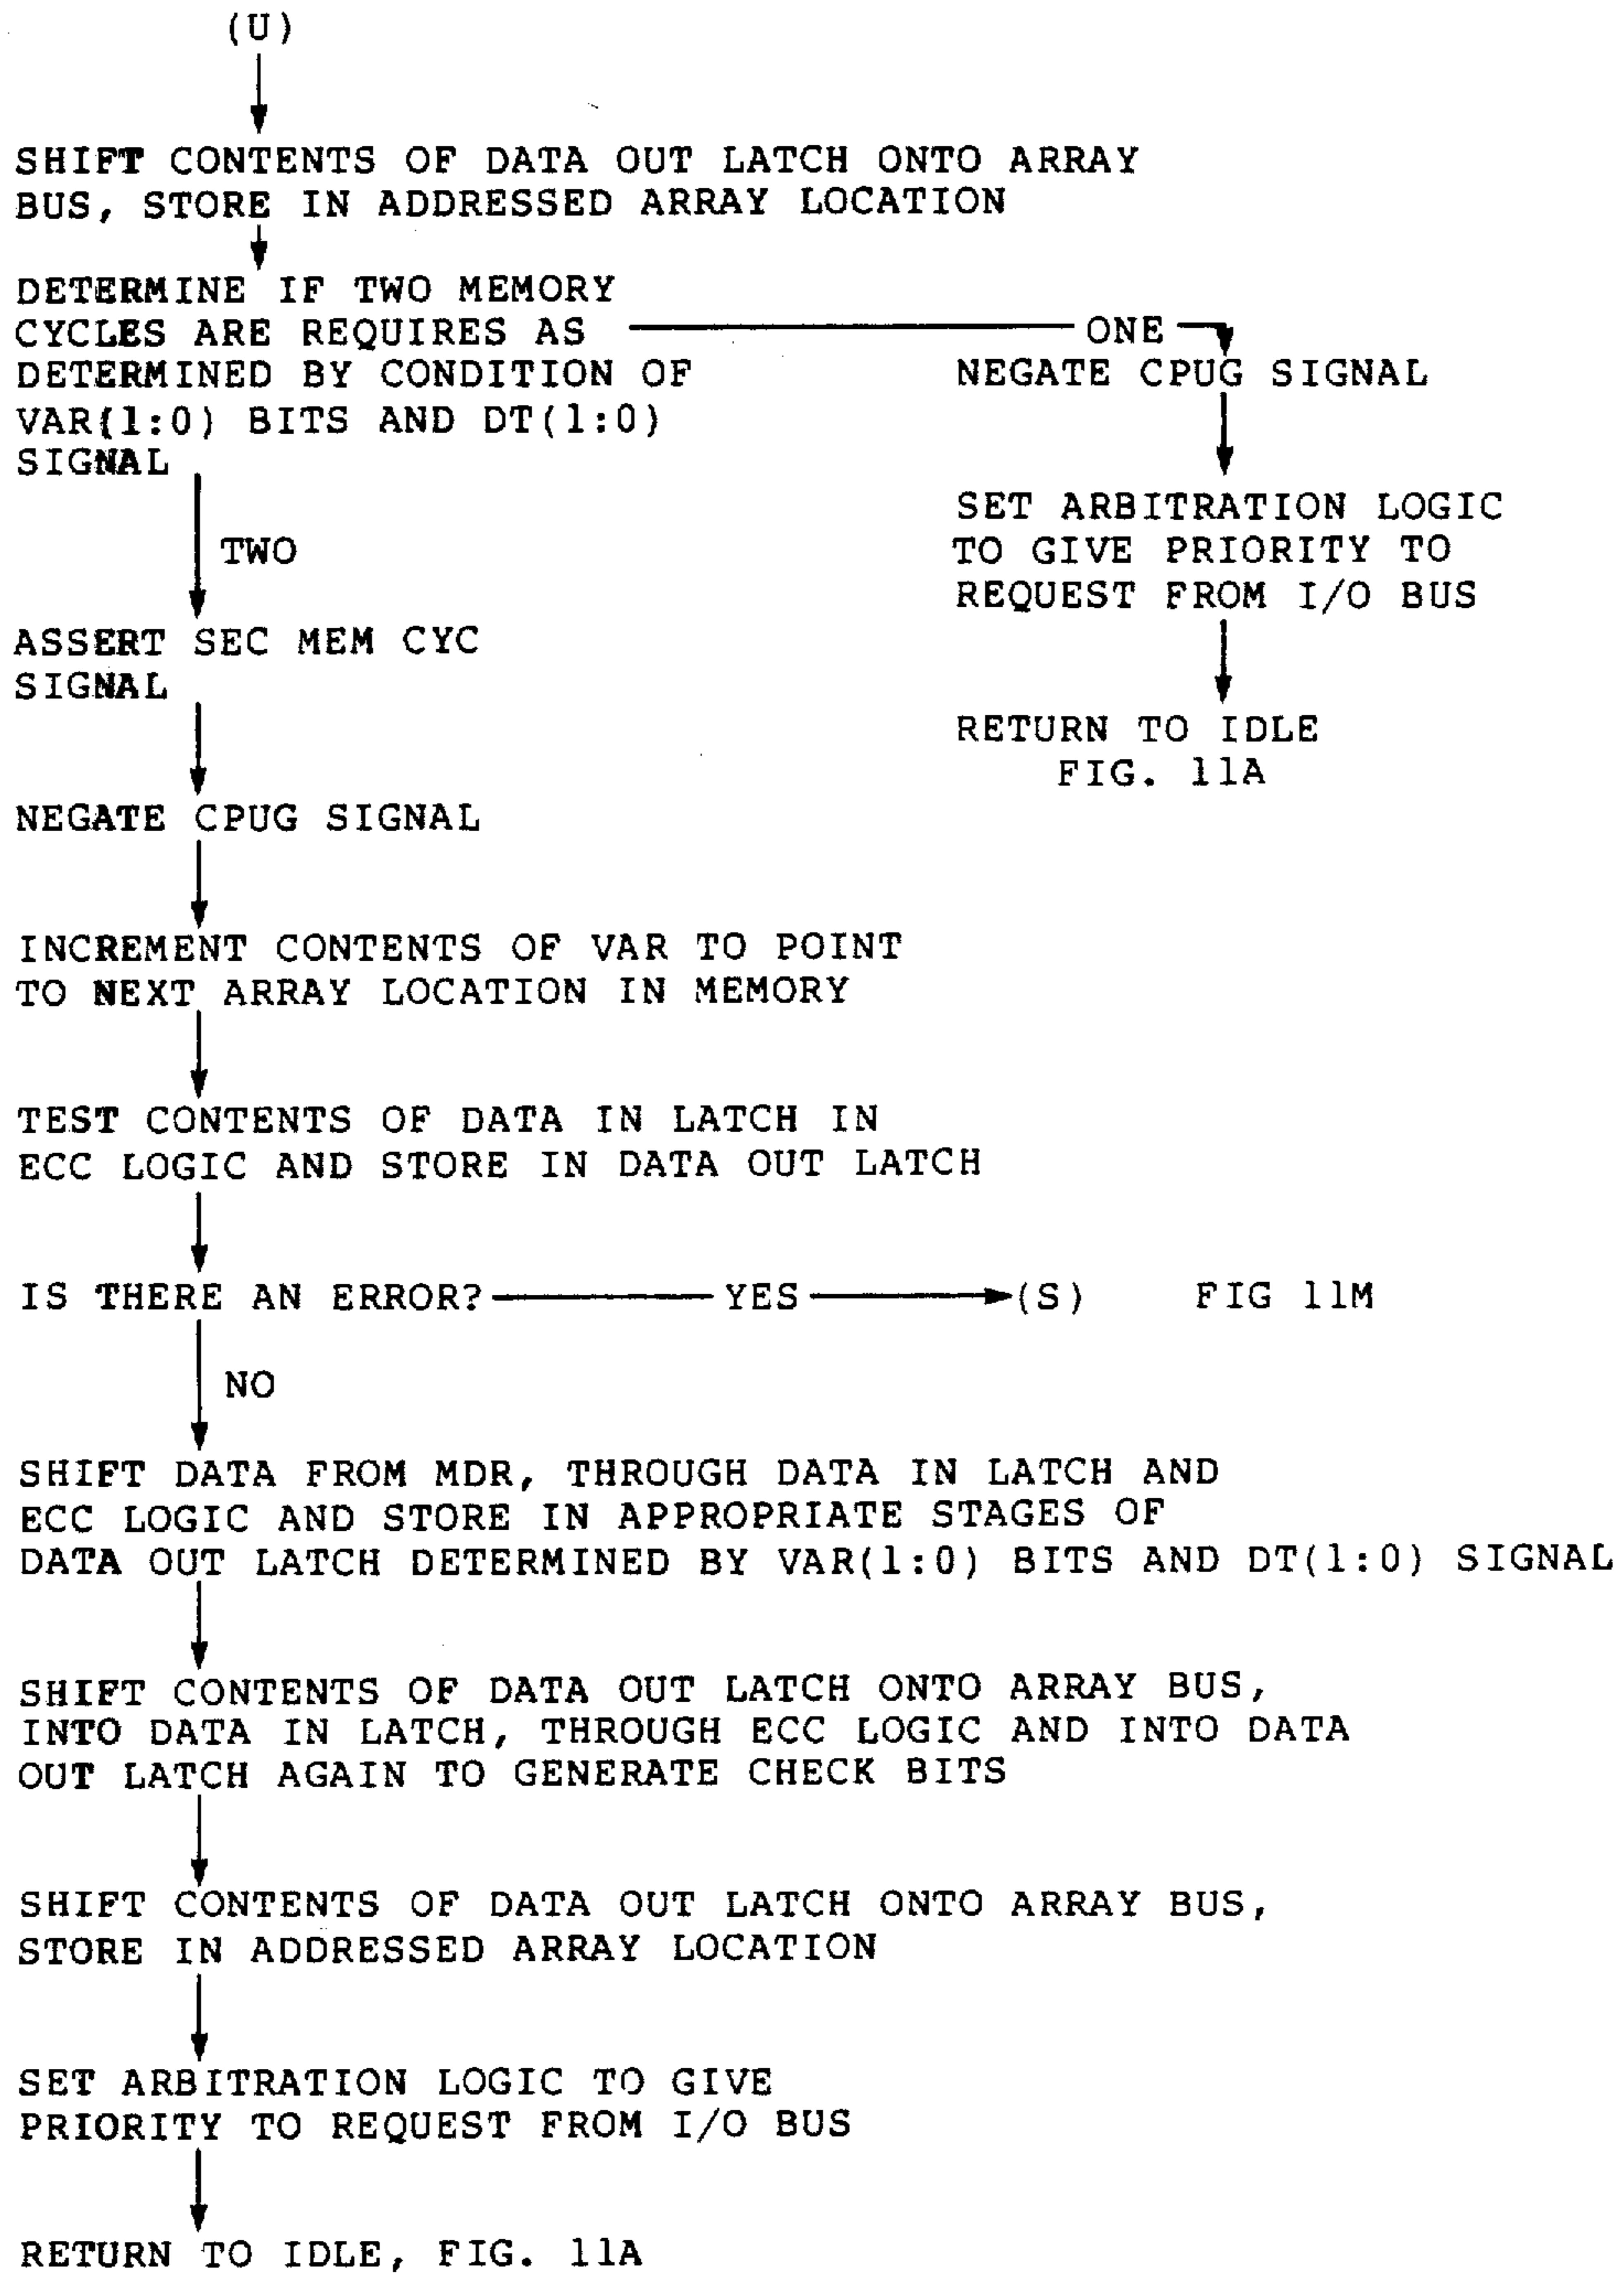 (U)
SHIFT CONTENTS OF DATA OUT LATCH ONTO ARRAY
BUS, STORE IN ADDRESSED ARRAY LOCATION
DETERMINE IF TWO MEMORY
CYCLES ARE REQUIRES AS
DETERMINED BY CONDITION OF
VAR(1:0) BITS AND DT(1:0)
SIGNAL
ONE
NEGATE CPUG SIGNAL
SET ARBITRATION LOGIC
TO GIVE PRIORITY TO
REQUEST FROM I/O BUS
RETURN TO IDLE
FIG. 11A
TWO
ASSERT SEC MEM CYC
SIGNAL
NEGATE CPUG SIGNAL
INCREMENT CONTENTS OF VAR TO POINT
TO NEXT ARRAY LOCATION IN MEMORY
TEST CONTENTS OF DATA IN LATCH IN
ECC LOGIC AND STORE IN DATA OUT LATCH
IS THERE AN ERROR? YES (S) FIG 11M
NO
SHIFT DATA FROM MDR, THROUGH DATA IN LATCH AND
ECC LOGIC AND STORE IN APPROPRIATE STAGES OF
DATA OUT LATCH DETERMINED BY VAR(1:0) BITS AND DT(1:0) SIGNAL
SHIFT CONTENTS OF DATA OUT LATCH ONTO ARRAY BUS,
INTO DATA IN LATCH, THROUGH ECC LOGIC AND INTO DATA
OUT LATCH AGAIN TO GENERATE CHECK BITS
SHIFT CONTENTS OF DATA OUT LATCH ONTO ARRAY BUS,
STORE IN ADDRESSED ARRAY LOCATION
SET ARBITRATION LOGIC TO GIVE
PRIORITY TO REQUEST FROM I/O BUS
RETURN TO IDLE, FIG. 11A